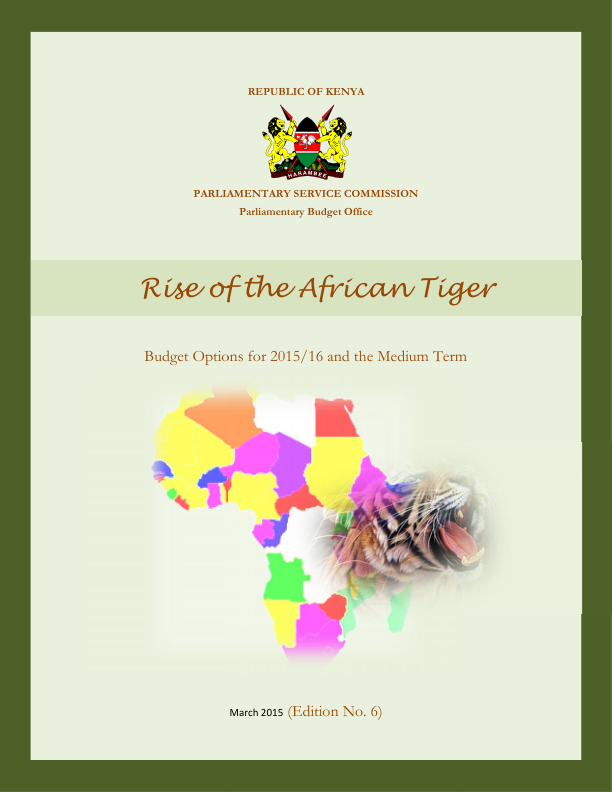 REPUBLIC OF KENYA
HARAMBEE
PARLIAMENTARY SERVICE COMMISSION
Parliamentary Budget Office
Rise of the African Tiger
Budget Options for 2015/16 and the Medium Term
March 2015 (Edition No. 6)